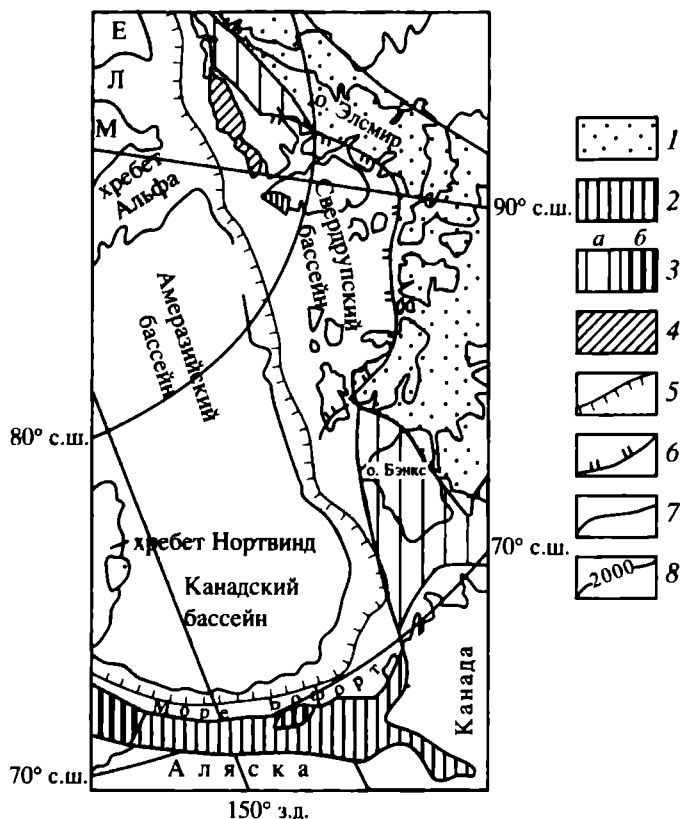 Е
Л
М
хребет
Альфа
о. Элсмир
Свердрупский
бассейн
90° с.ш.
Амеразийский
бассейн
80° с.ш.
о. Бэнкс
70° с.ш.
хребет Нортвинд
Канадский
бассейн
Море Бофорт
Канада
Аляска
70° с.ш.
150° з.д.
1
2
а б
3
4
5
6
7
2000
8